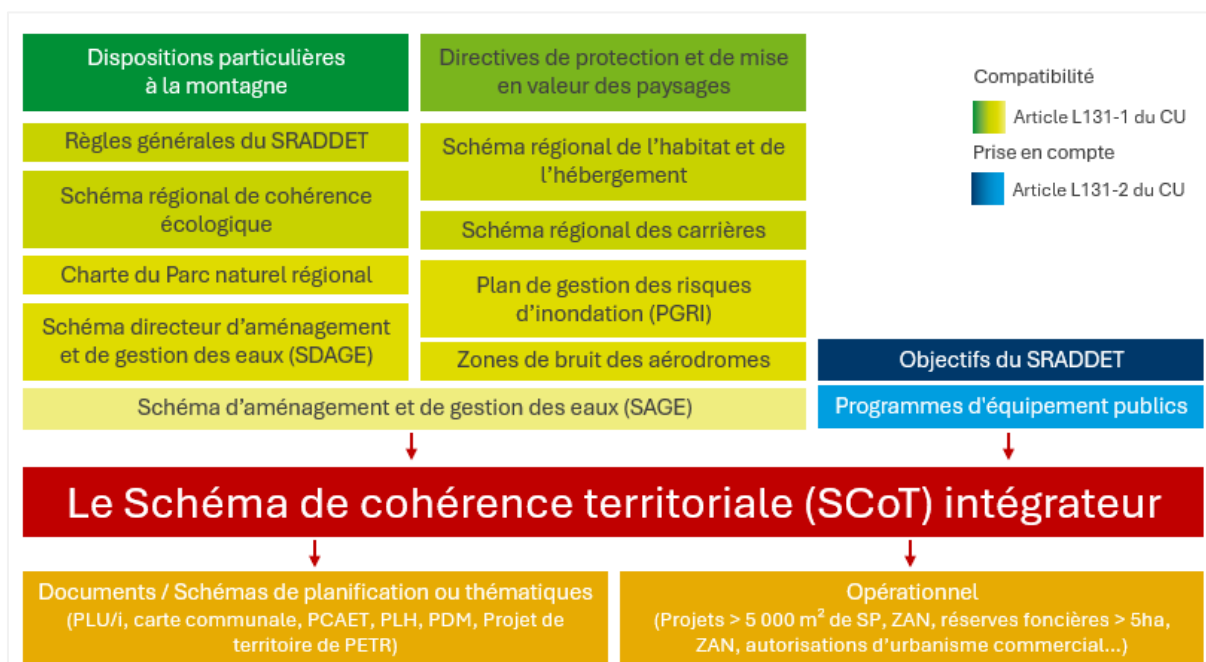 Dispositions particulières
à la montagne
Directives de protection et de mise
en valeur des paysages
Compatibilité
Article L131-1 du CU
Prise en compte
Article L131-2 du CU
Règles générales du SRADDET
Schéma régional de l'habitat et de
l'hébergement
Schéma régional de cohérence
écologique
Schéma régional des carrières
Charte du Parc naturel régional
Plan de gestion des risques
d'inondation (PGRI)
Schéma directeur d'aménagement
et de gestion des eaux (SDAGE)
Zones de bruit des aérodromes
Objectifs du SRADDET
Schéma d'aménagement et de gestion des eaux (SAGE)
Programmes d'équipement publics
Le Schéma de cohérence territoriale (SCoT) intégrateur
Documents / Schémas de planification ou thématiques
(PLU/i, carte communale, PCAET, PLH, PDM, Projet de
territoire de PETR)
Opérationnel
(Projets > 5 000 m² de SP, ZAN, réserves foncières > 5ha,
ZAN, autorisations d'urbanisme commercial...)